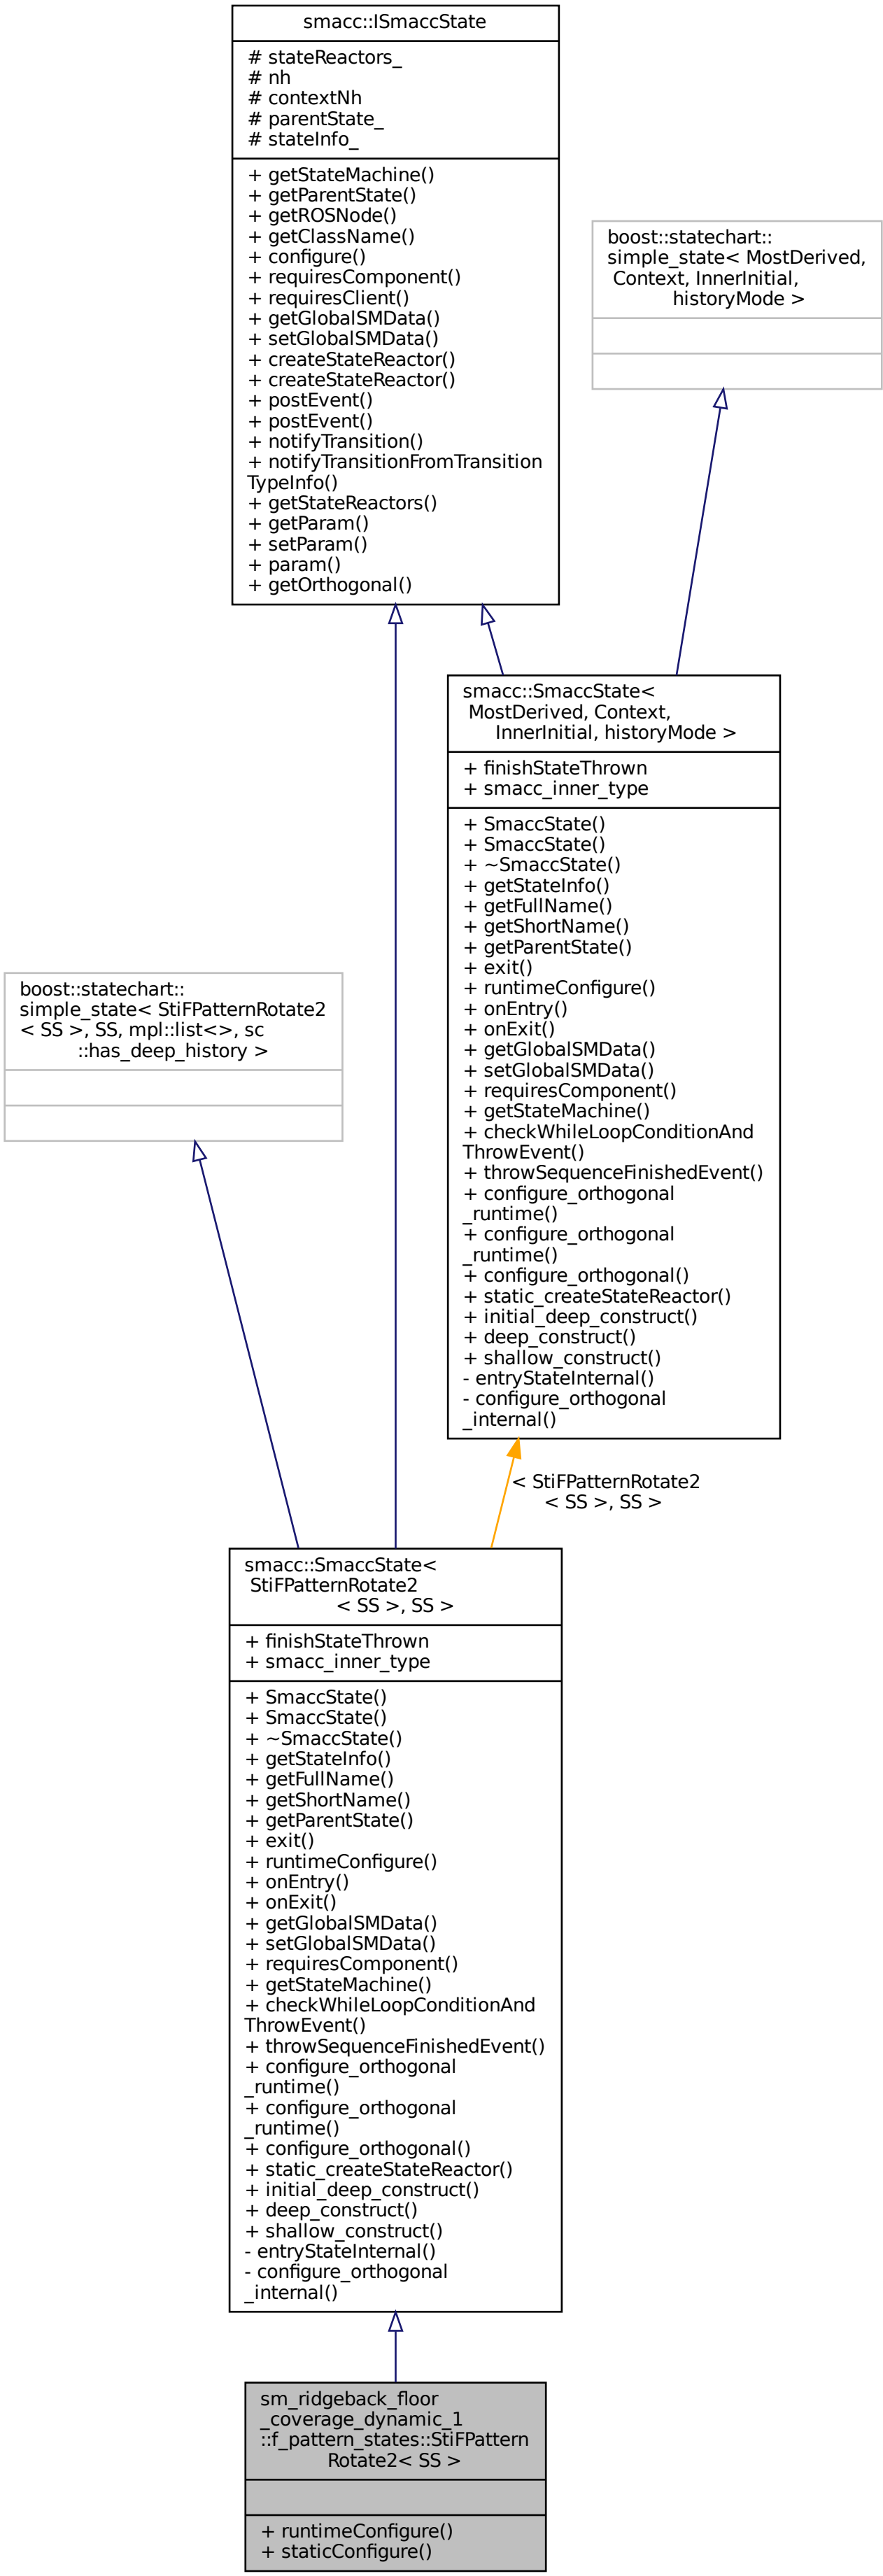 smacc::ISmaccState
# stateReactors_
# nh
# contextNh
# parentState_
# stateInfo_
+ getStateMachine()
+ getParentState()
+ getROSNode()
+ getClassName()
+ configure()
+ requiresComponent()
+ requiresClient()
+ getGlobalSMData()
+ setGlobalSMData()
+ createStateReactor()
+ createStateReactor()
+ postEvent()
+ postEvent()
+ notifyTransition()
+ notifyTransitionFromTransition
TypeInfo()
+ getStateReactors()
+ getParam()
+ setParam()
+ param()
+ getOrthogonal()
boost::statechart::
simple_state< MostDerived,
Context, InnerInitial,
historyMode >
smacc::SmaccState<
MostDerived, Context,
InnerInitial, historyMode >
+ finishStateThrown
+ smacc_inner_type
+ SmaccState()
+ SmaccState()
+ ~SmaccState()
+ getStateInfo()
+ getFullName()
+ getShortName()
+ getParentState()
+ exit()
+ runtimeConfigure()
+ onEntry()
+ onExit()
+ getGlobalSMData()
+ setGlobalSMData()
+ requiresComponent()
+ getStateMachine()
+ checkWhileLoopConditionAnd
ThrowEvent()
+ throwSequenceFinishedEvent()
+ configure_orthogonal
_runtime()
+ configure_orthogonal
_runtime()
+ configure_orthogonal()
+ static_createStateReactor()
+ initial_deep_construct()
+ deep_construct()
+ shallow_construct()
- entryStateInternal()
- configure_orthogonal
_internal()
boost::statechart::
simple_state< StiFPatternRotate2
< SS >, SS, mpl::list<>, sc
::has_deep_history >
< StiFPatternRotate2
< SS >, SS >
smacc::SmaccState<
StiFPatternRotate2
< SS >, SS >
+ finishStateThrown
+ smacc_inner_type
+ SmaccState()
+ SmaccState()
+ ~SmaccState()
+ getStateInfo()
+ getFullName()
+ getShortName()
+ getParentState()
+ exit()
+ runtimeConfigure()
+ onEntry()
+ onExit()
+ getGlobalSMData()
+ setGlobalSMData()
+ requiresComponent()
+ getStateMachine()
+ checkWhileLoopConditionAnd
ThrowEvent()
+ throwSequenceFinishedEvent()
+ configure_orthogonal
_runtime()
+ configure_orthogonal
_runtime()
+ configure_orthogonal()
+ static_createStateReactor()
+ initial_deep_construct()
+ deep_construct()
+ shallow_construct()
- entryStateInternal()
- configure_orthogonal
_internal()
sm_ridgeback_floor
_coverage_dynamic_1
::f_pattern_states::StiFPattern
Rotate2< SS >
+ runtimeConfigure()
+ staticConfigure()